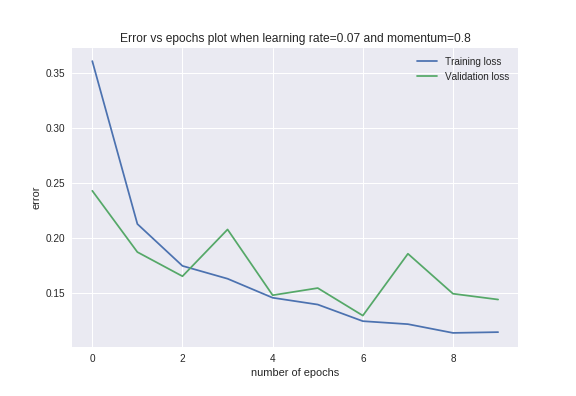 Error vs epochs plot when learning rate=0.07 and momentum=0.8
Training loss
Validation loss
0.35
0.30
0.25
0.20
0.15
error
0 2 4 6 8
number of epochs